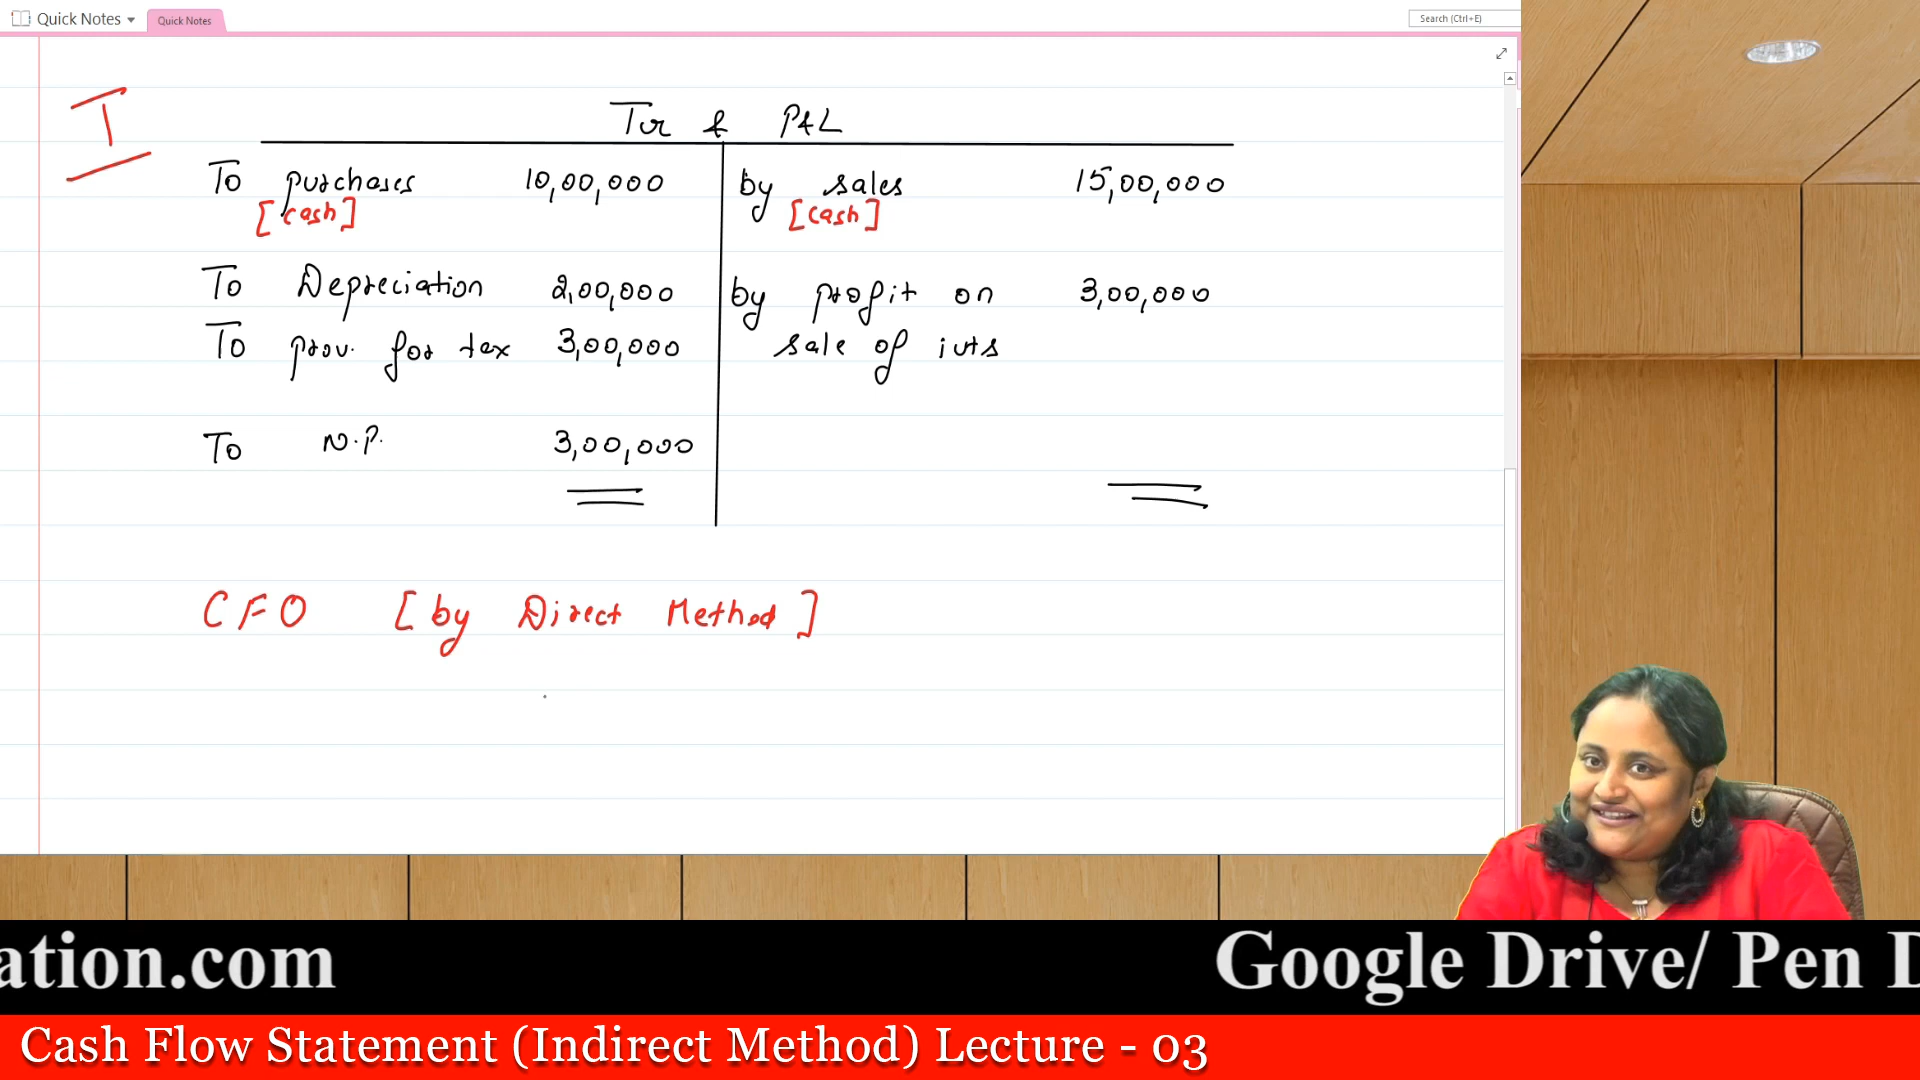 Quick Notes
Quick Notes
Search (Ctrl+E)
I
Tr & P&L
To purchases 10,00,000 by sales 15,00,000
[cash] [cash]
To Depreciation 2,00,000 by profit on 3,00,000
To prov. for tax 3,00,000 sale of ivts
To N.P. 3,00,000
CFO [by Direct Method]
ation.com Google Drive/ Pen D
Cash Flow Statement (Indirect Method) Lecture - 03